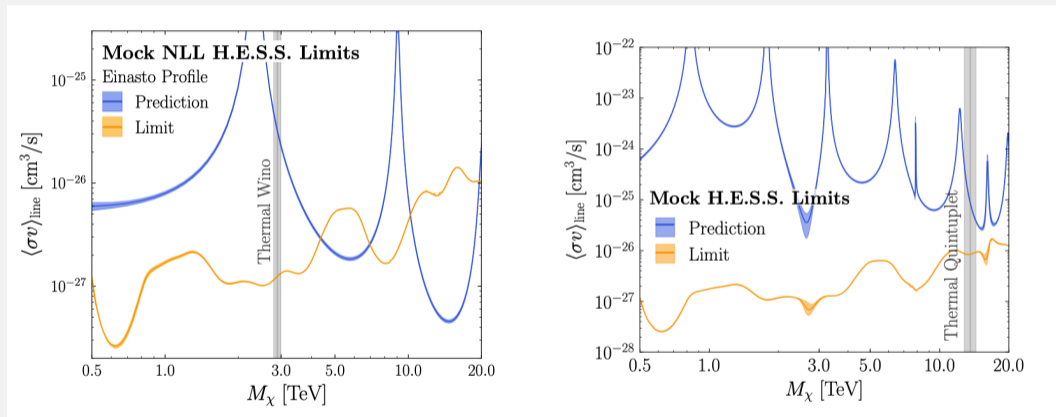 Mock NLL H.E.S.S. Limits
Einasto Profile
Prediction
Limit
Thermal Wino
10⁻²⁵
10⁻²⁶
10⁻²⁷
⟨σv⟩line [cm³/s]
0.5 1.0 3.0 5.0 10.0 20.0
Mχ [TeV]
10⁻²²
10⁻²³
10⁻²⁴
10⁻²⁵
10⁻²⁶
10⁻²⁷
10⁻²⁸
⟨σv⟩line [cm³/s]
Mock H.E.S.S. Limits
Prediction
Limit
Thermal Quintuplet
0.5 1.0 3.0 5.0 10.0 20.0
Mχ [TeV]